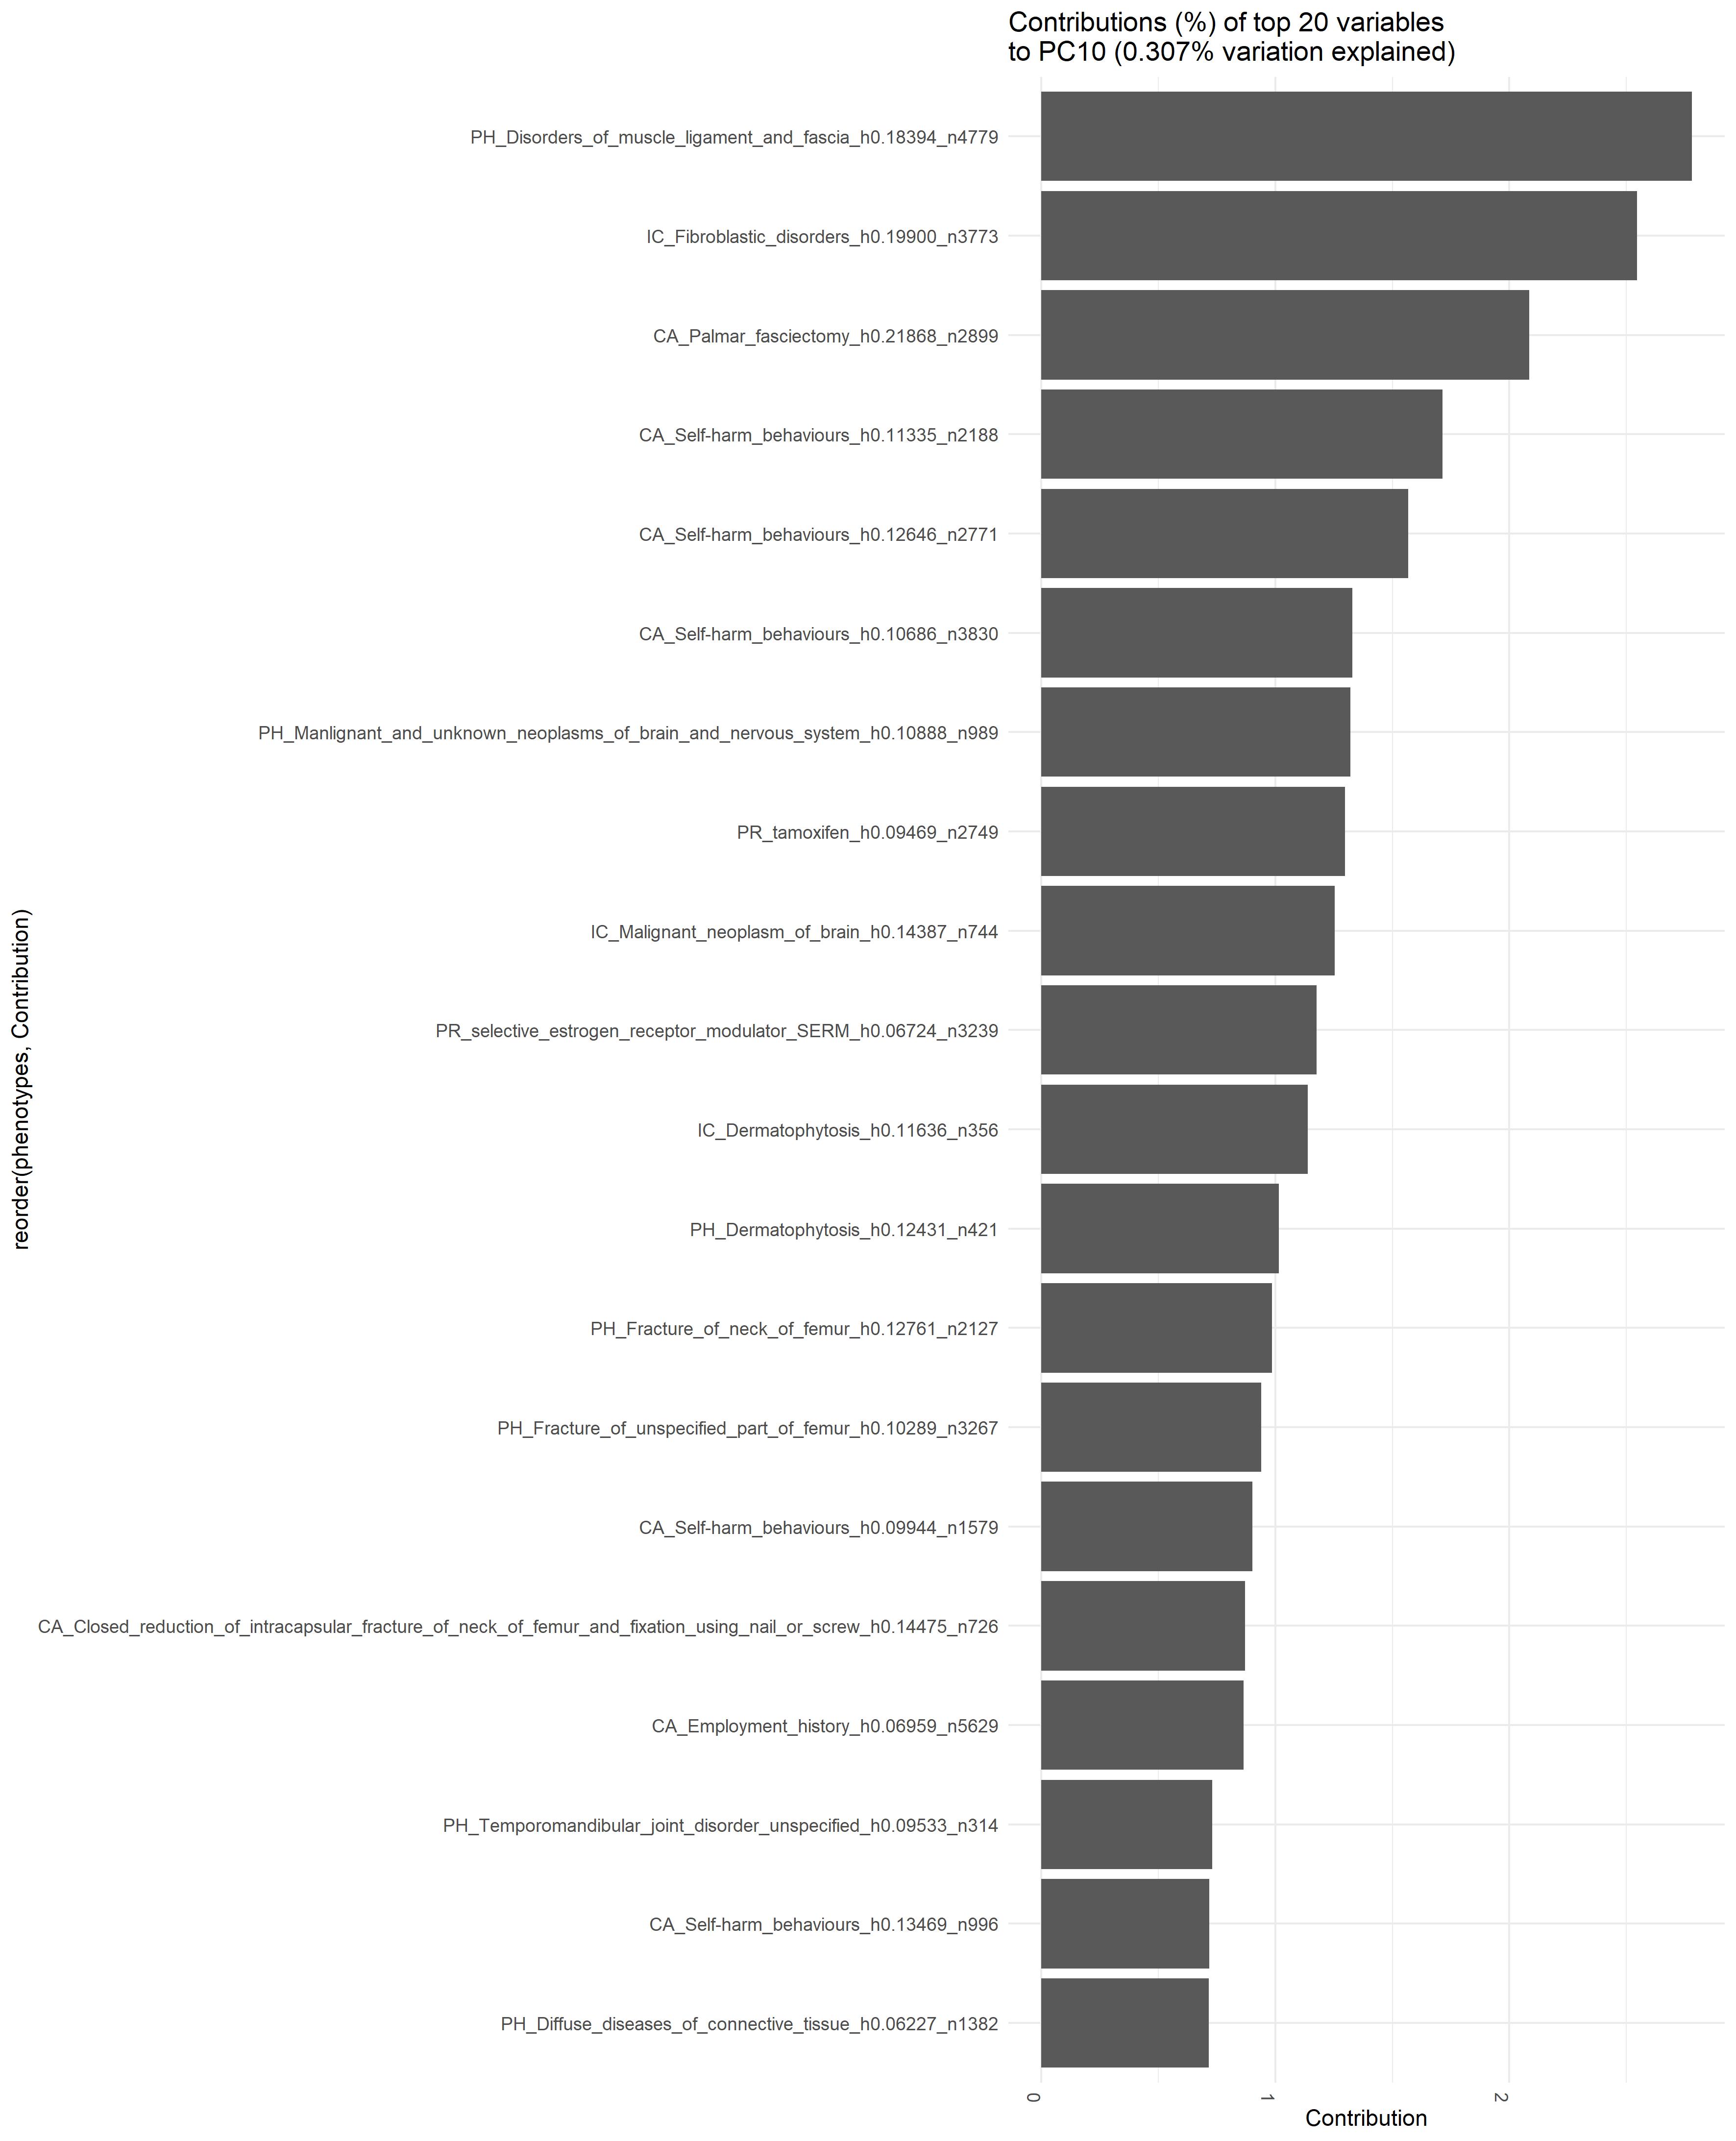 Contributions (%) of top 20 variables
to PC10 (0.307% variation explained)
PH_Disorders_of_muscle_ligament_and_fascia_h0.18394_n4779
IC_Fibroblastic_disorders_h0.19900_n3773
CA_Palmar_fasciectomy_h0.21868_n2899
CA_Self-harm_behaviours_h0.11335_n2188
CA_Self-harm_behaviours_h0.12646_n2771
CA_Self-harm_behaviours_h0.10686_n3830
PH_Manlignant_and_unknown_neoplasms_of_brain_and_nervous_system_h0.10888_n989
PR_tamoxifen_h0.09469_n2749
IC_Malignant_neoplasm_of_brain_h0.14387_n744
PR_selective_estrogen_receptor_modulator_SERM_h0.06724_n3239
IC_Dermatophytosis_h0.11636_n356
PH_Dermatophytosis_h0.12431_n421
PH_Fracture_of_neck_of_femur_h0.12761_n2127
PH_Fracture_of_unspecified_part_of_femur_h0.10289_n3267
CA_Self-harm_behaviours_h0.09944_n1579
CA_Closed_reduction_of_intracapsular_fracture_of_neck_of_femur_and_fixation_using_nail_or_screw_h0.14475_n726
CA_Employment_history_h0.06959_n5629
PH_Temporomandibular_joint_disorder_unspecified_h0.09533_n314
CA_Self-harm_behaviours_h0.13469_n996
PH_Diffuse_diseases_of_connective_tissue_h0.06227_n1382
reorder(phenotypes, Contribution)
0 1 2
Contribution